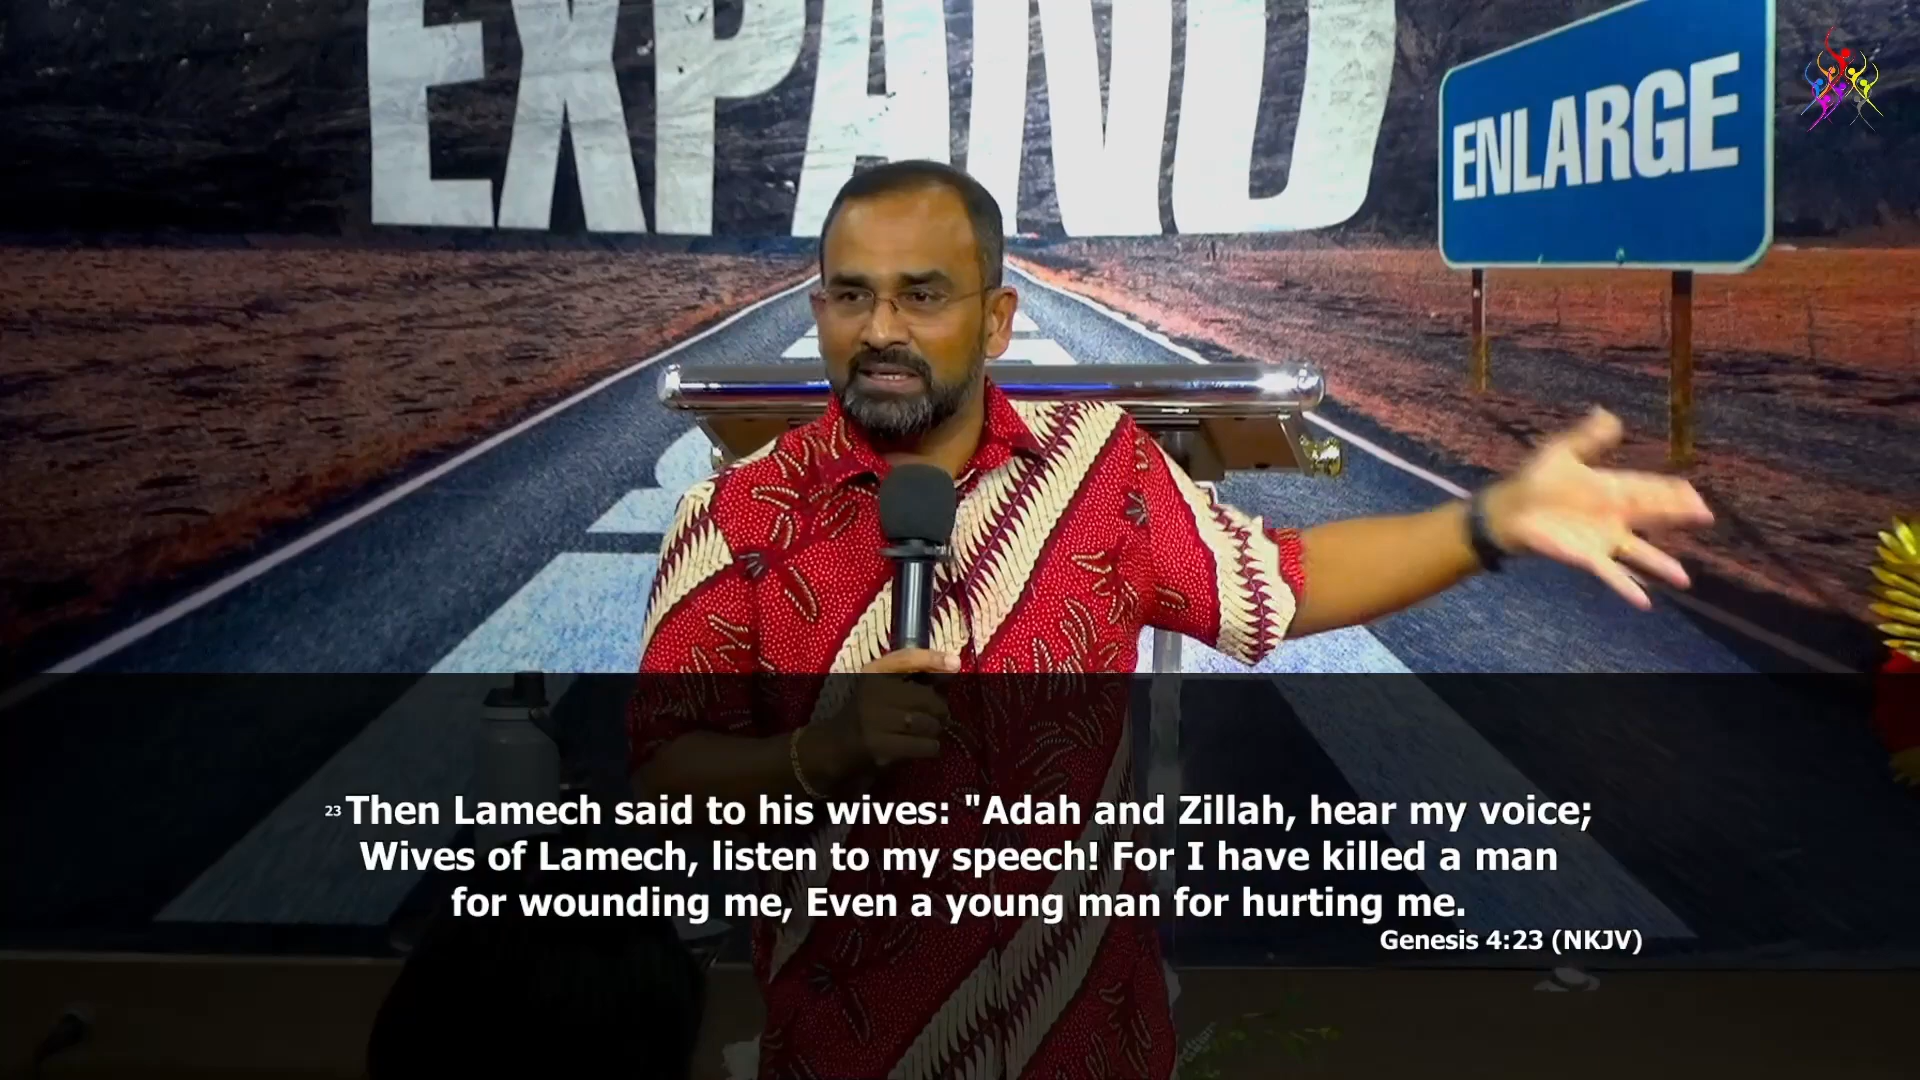 EXPAND
ENLARGE
23 Then Lamech said to his wives: "Adah and Zillah, hear my voice;
Wives of Lamech, listen to my speech! For I have killed a man
for wounding me, Even a young man for hurting me.
Genesis 4:23 (NKJV)